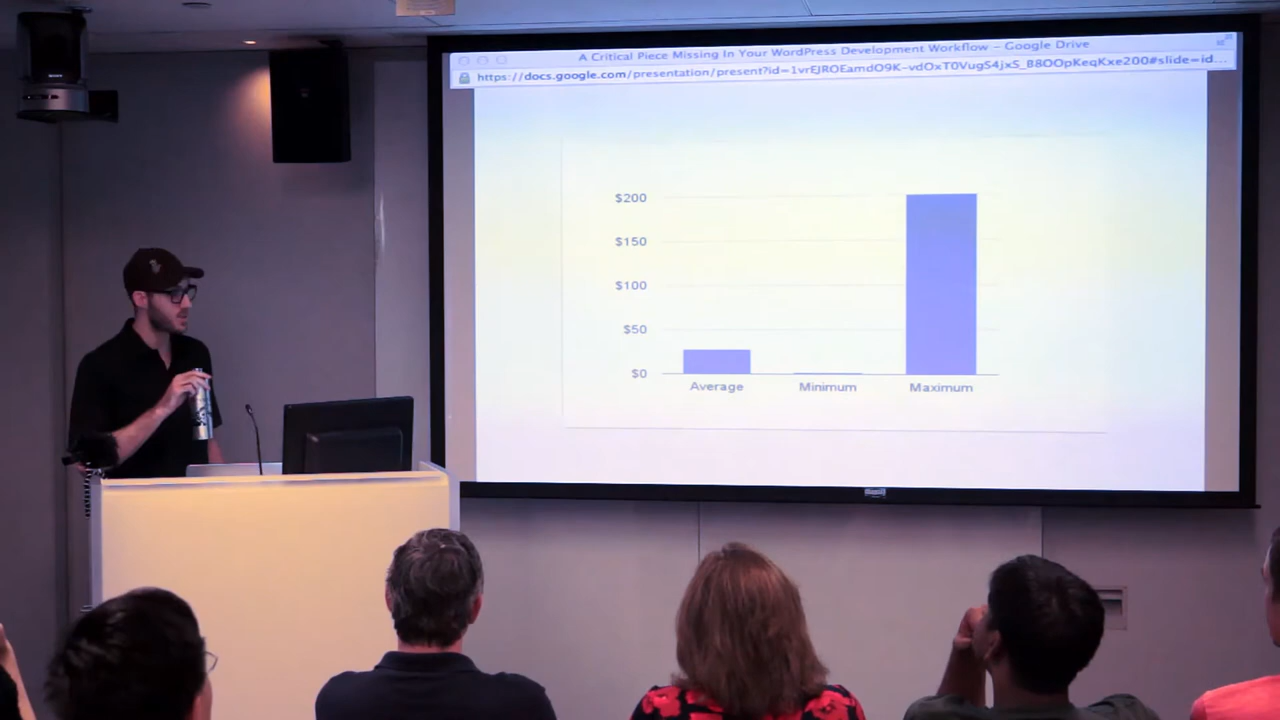 A Critical Piece Missing In Your WordPress Development Workflow – Google Drive
$200
$150
$100
$50
$0
Average Minimum Maximum